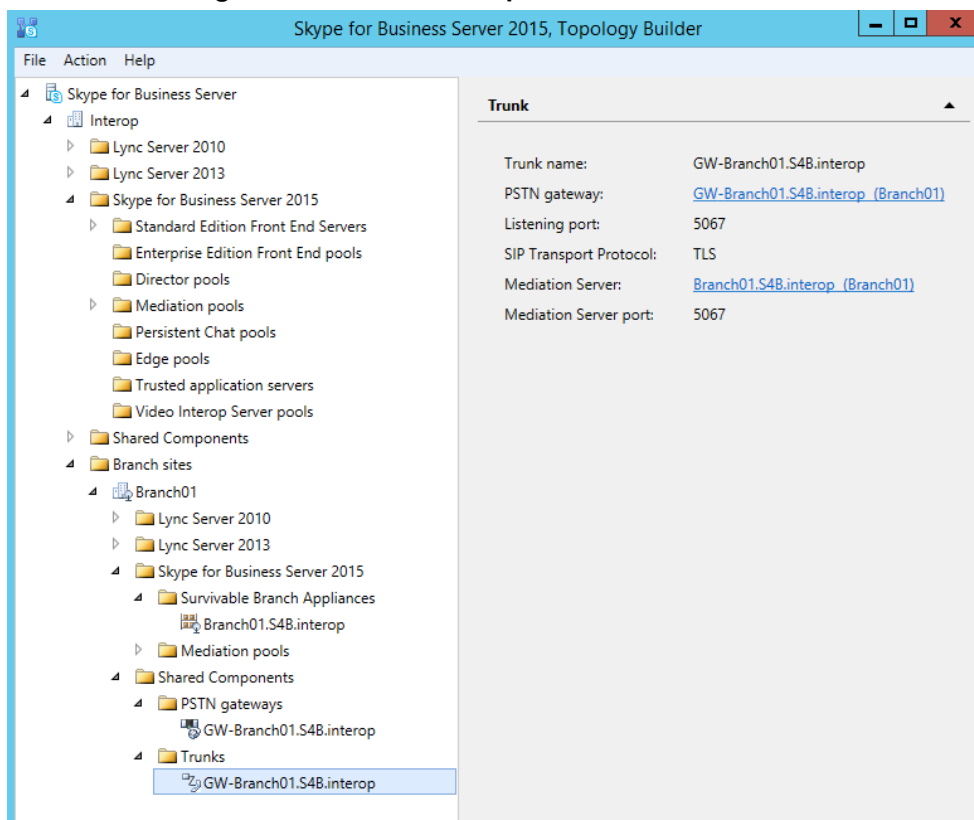 Skype for Business Server 2015, Topology Builder
File Action Help
Skype for Business Server
Interop
Lync Server 2010
Lync Server 2013
Skype for Business Server 2015
Standard Edition Front End Servers
Enterprise Edition Front End pools
Director pools
Mediation pools
Persistent Chat pools
Edge pools
Trusted application servers
Video Interop Server pools
Shared Components
Branch sites
Branch01
Lync Server 2010
Lync Server 2013
Skype for Business Server 2015
Survivable Branch Appliances
Branch01.S4B.interop
Mediation pools
Shared Components
PSTN gateways
GW-Branch01.S4B.interop
Trunks
GW-Branch01.S4B.interop
Trunk
Trunk name: GW-Branch01.S4B.interop
PSTN gateway: GW-Branch01.S4B.interop (Branch01)
Listening port: 5067
SIP Transport Protocol: TLS
Mediation Server: Branch01.S4B.interop (Branch01)
Mediation Server port: 5067